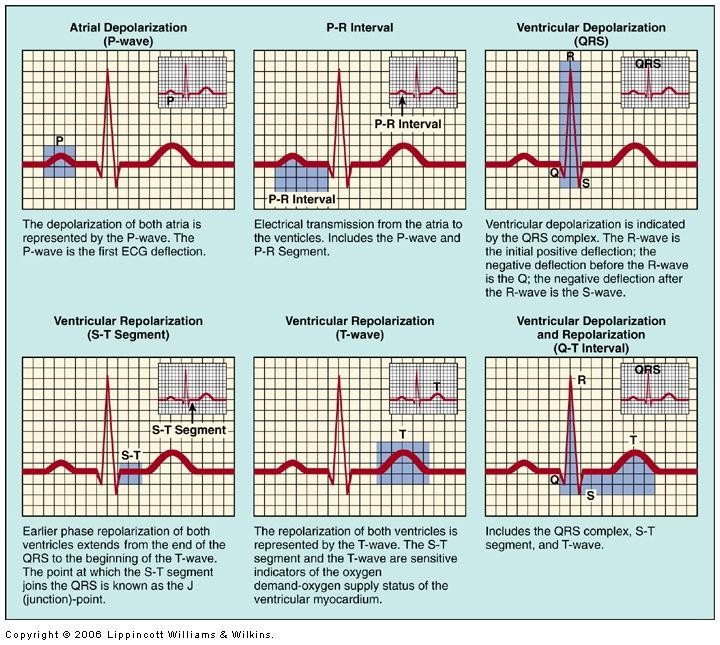 Atrial Depolarization
(P-wave)
P
P
The depolarization of both atria is
represented by the P-wave. The
P-wave is the first ECG deflection.
P-R Interval
P-R Interval
P-R Interval
Electrical transmission from the atria to
the venticles. Includes the P-wave and
P-R Segment.
Ventricular Depolarization
(QRS)
R
QRS
Q
S
Ventricular depolarization is indicated
by the QRS complex. The R-wave is
the initial positive deflection; the
negative deflection before the R-wave
is the Q; the negative deflection after
the R-wave is the S-wave.
Ventricular Repolarization
(S-T Segment)
S-T Segment
S-T
Earlier phase repolarization of both
ventricles extends from the end of the
QRS to the beginning of the T-wave.
The point at which the S-T segment
joins the QRS is known as the J
(junction)-point.
Ventricular Repolarization
(T-wave)
T
T
The repolarization of both ventricles is
represented by the T-wave. The S-T
segment and the T-wave are sensitive
indicators of the oxygen
demand-oxygen supply status of the
ventricular myocardium.
Ventricular Depolarization
and Repolarization
(Q-T Interval)
QRS
R
T
Q
S
Includes the QRS complex, S-T
segment, and T-wave.
Copyright © 2006 Lippincott Williams & Wilkins.